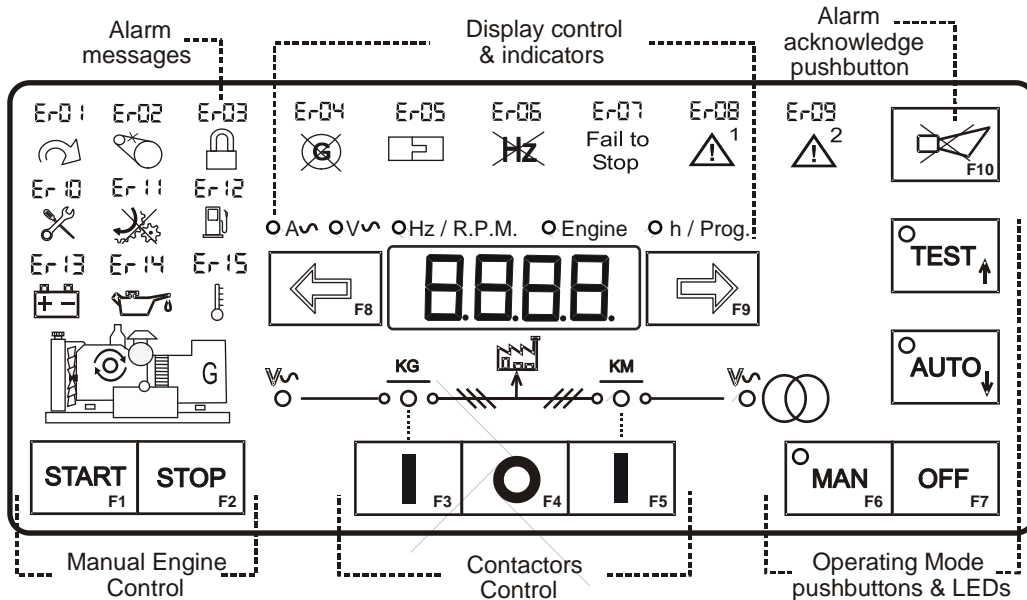 Alarm
messages
Display control
& indicators
Alarm
acknowledge
pushbutton
Er01 Er02 Er03 Er04 Er05 Er06 Er07 Er08 Er09
G Hz Fail to
Stop
1 2
F10
Er10 Er11 Er12
A∿ V∿ Hz / R.P.M. Engine h / Prog.
TEST
Er13 Er14 Er15
+ -
F8 8.8.8.8. F9
G
AUTO
V∿ KG KM V∿
START F1 STOP F2 F3 F4 F5 MAN F6 OFF F7
Manual Engine
Control
Contactors
Control
Operating Mode
pushbuttons & LEDs